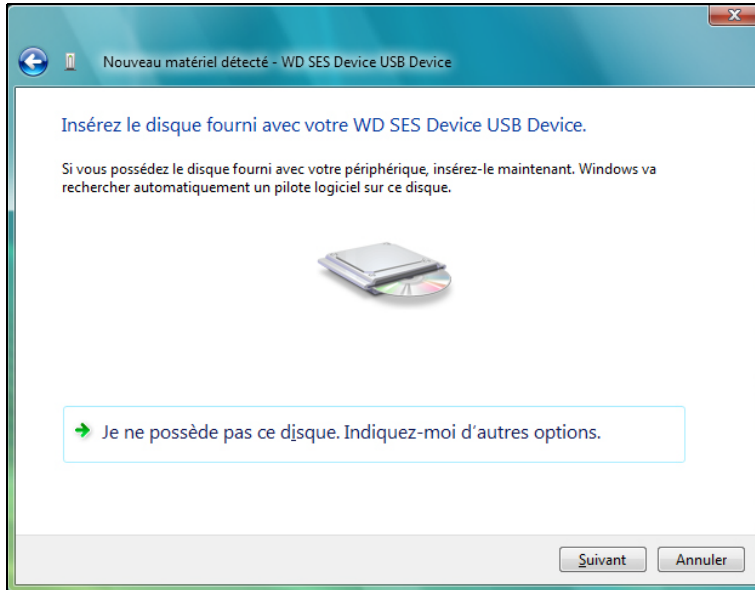 Nouveau matériel détecté - WD SES Device USB Device
Insérez le disque fourni avec votre WD SES Device USB Device.
Si vous possédez le disque fourni avec votre périphérique, insérez-le maintenant. Windows va
rechercher automatiquement un pilote logiciel sur ce disque.
Je ne possède pas ce disque. Indiquez-moi d'autres options.
Suivant
Annuler